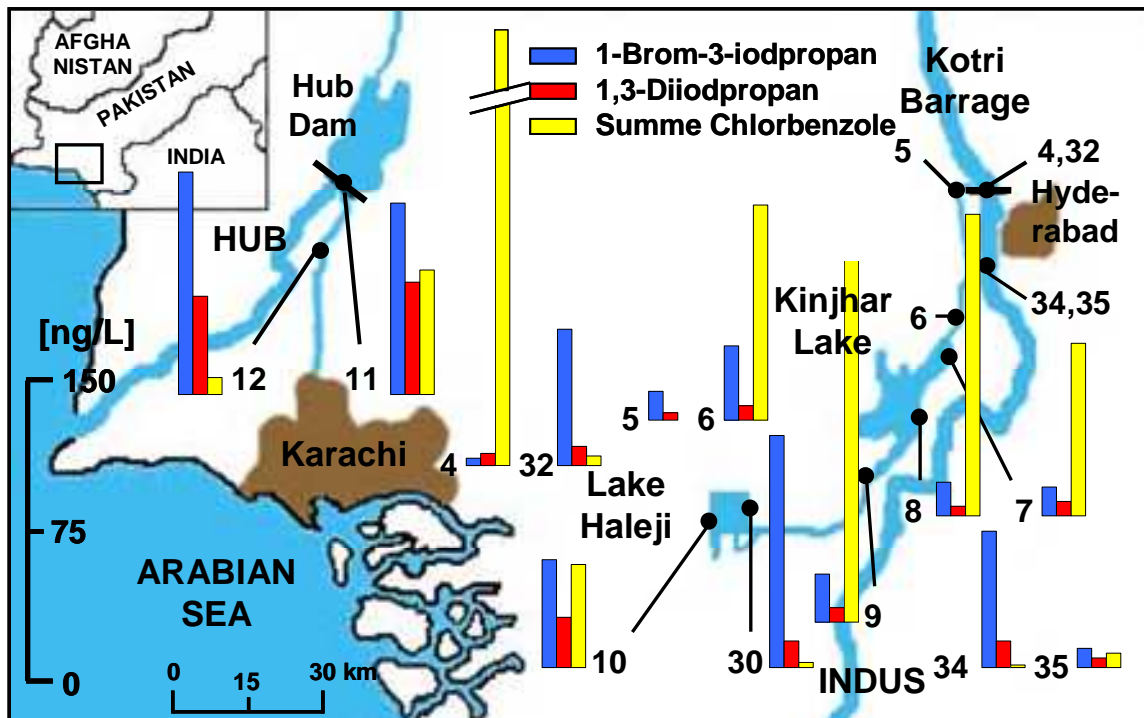 AFGHA
NISTAN
PAKISTAN
INDIA
Hub
Dam
1-Brom-3-iodpropan
1,3-Diiodpropan
Summe Chlorbenzole
Kotri
Barrage
5
4,32
Hyde-
rabad
HUB
34,35
Kinjhar
Lake
6
[ng/L]
150
75
0
12
11
Karachi
4
32
5
6
Lake
Haleji
8
7
ARABIAN
SEA
9
10
30
34
35
INDUS
0
15
30 km